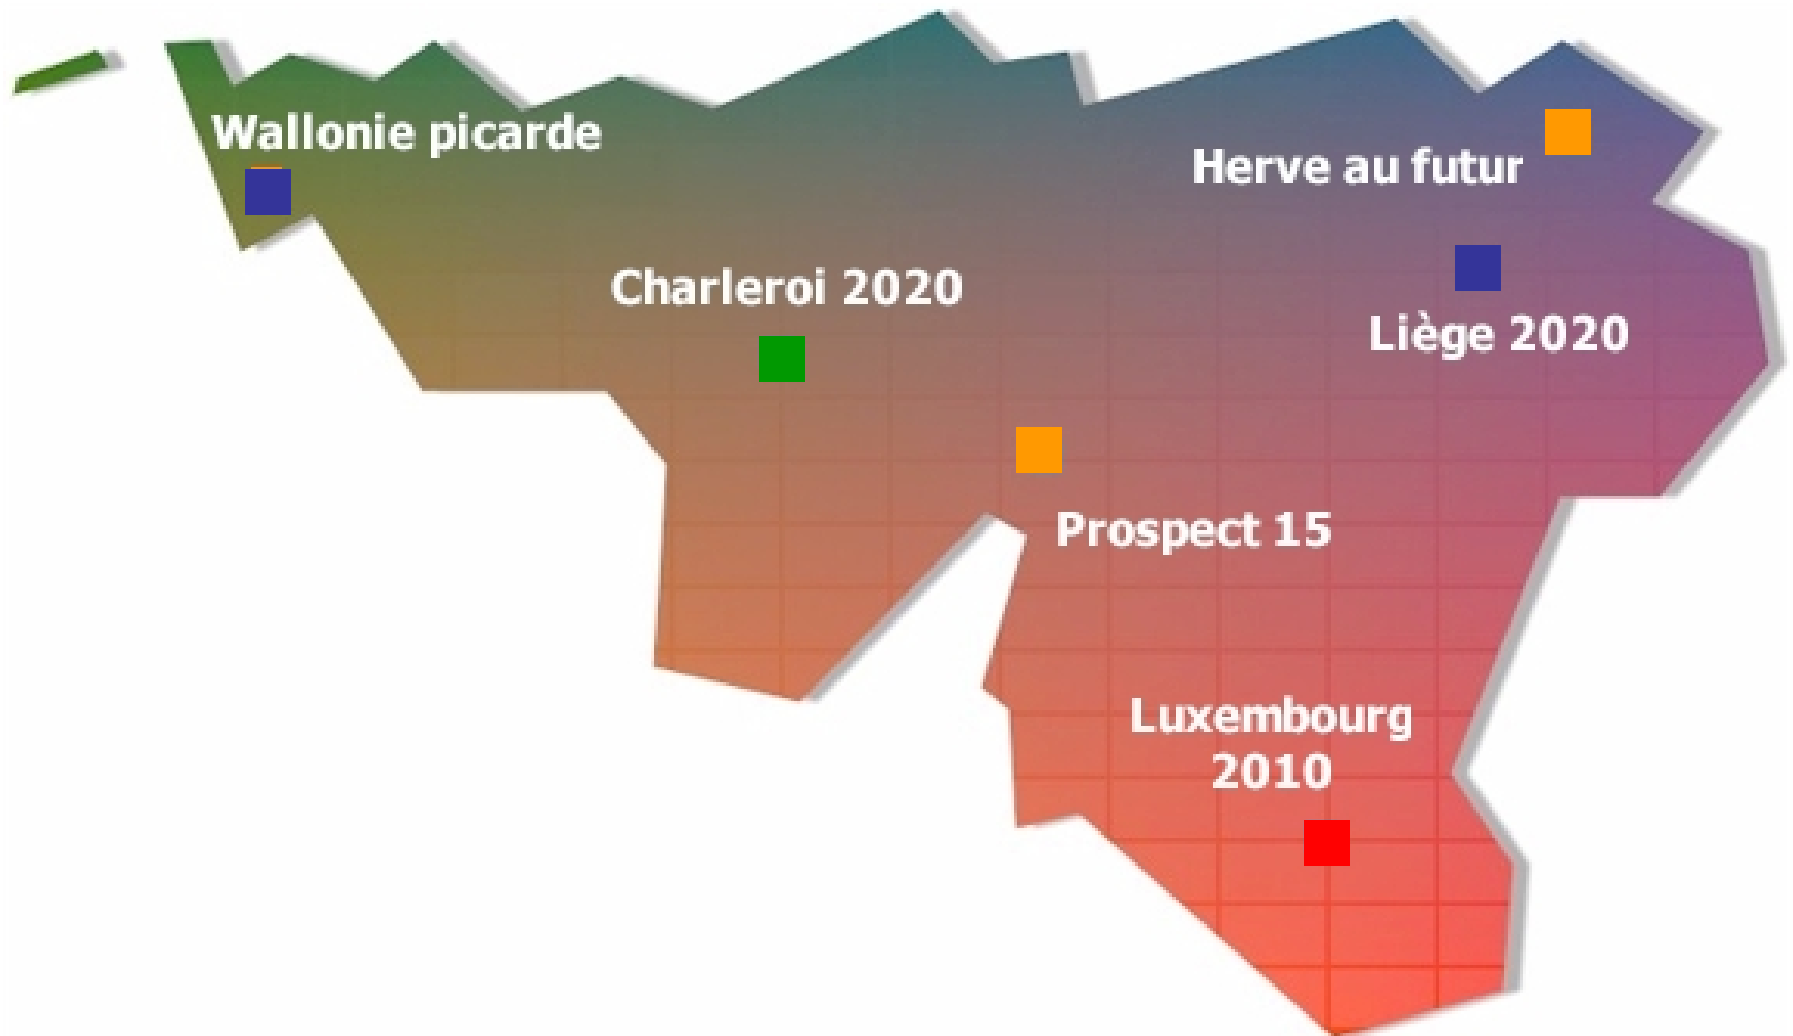 Wallonie picarde
Herve au futur
Charleroi 2020
Liège 2020
Prospect 15
Luxembourg
2010